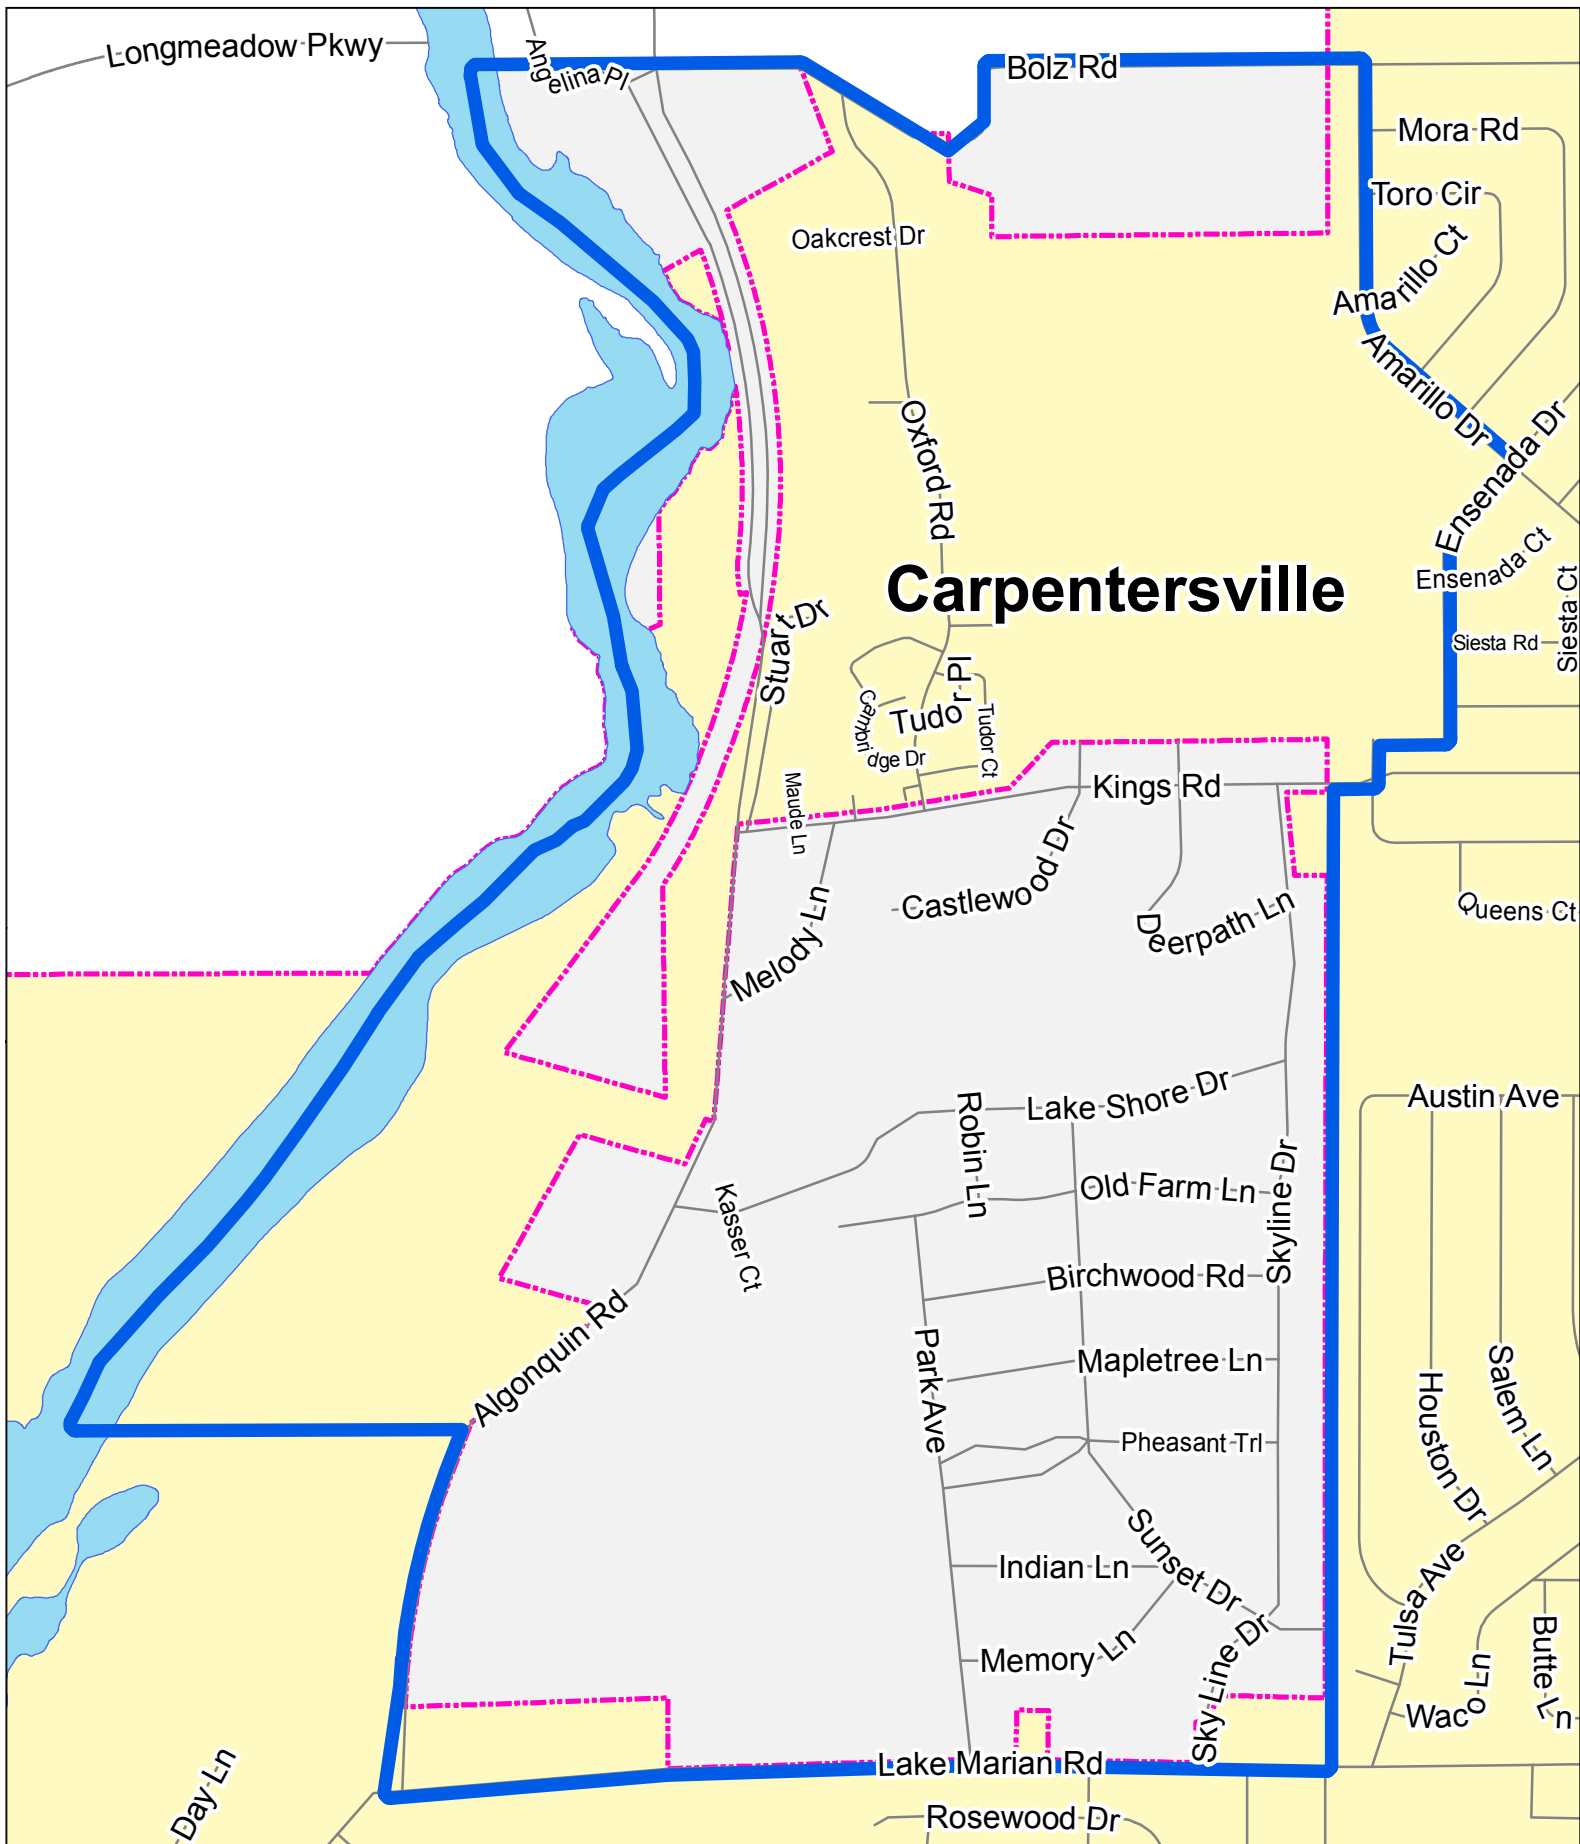 Longmeadow Pkwy
Angelina Pl
Bolz Rd
Mora Rd
Toro Cir
Amarillo Ct
Oakcrest Dr
Amarillo Dr
Ensenada Dr
Oxford Rd
Ensenada Ct
Carpentersville
Siesta Ct
Siesta Rd
Stuart Dr
Tudor Pl
Cambridge Dr
Tudor Ct
Maude Ln
Kings Rd
Castlewood Dr
Melody Ln
Deerpath Ln
Queens Ct
Lake Shore Dr
Austin Ave
Robin Ln
Old Farm Ln
Skyline Dr
Kasser Ct
Birchwood Rd
Algonquin Rd
Park Ave
Mapletree Ln
Houston Dr
Salem Ln
Pheasant Trl
Sunset Dr
Indian Ln
Tulsa Ave
Memory Ln
Sky Line Dr
Waco Ln
Butte Ln
Lake Marian Rd
Day Ln
Rosewood Dr